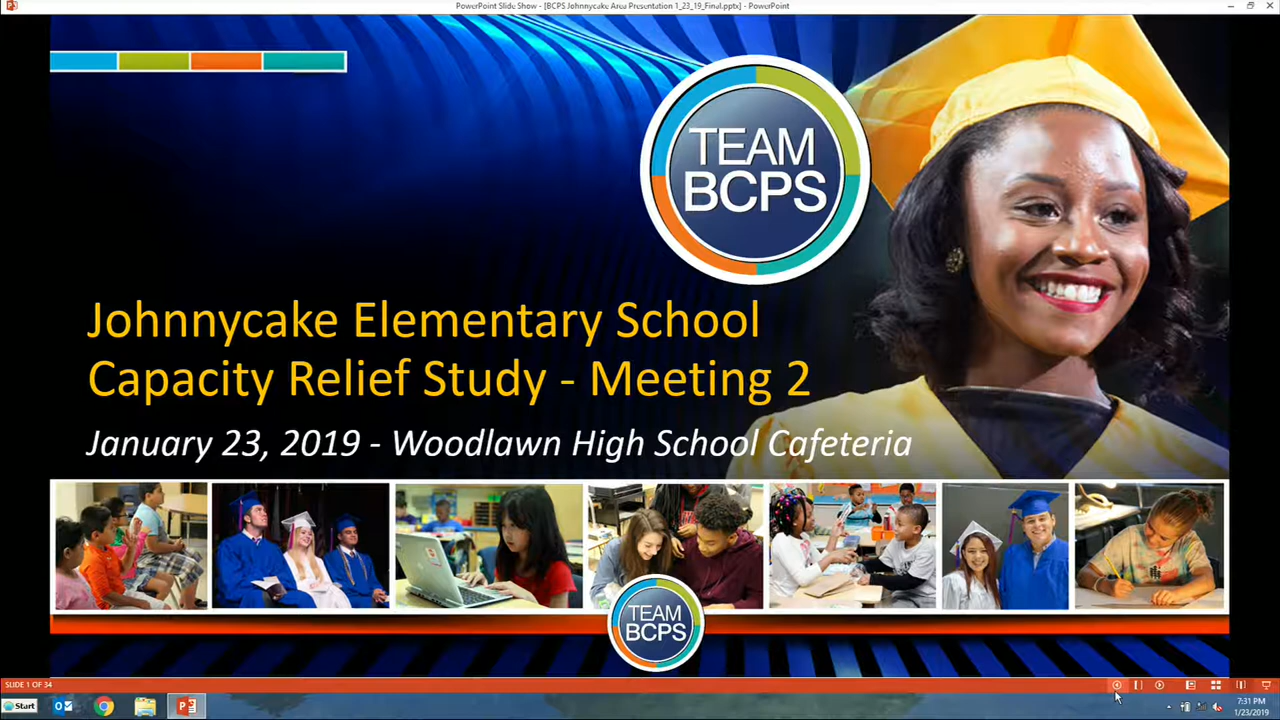 PowerPoint Slide Show - [BCPS Johnnycake Area Presentation 1_23_19_Final.pptx] - PowerPoint
TEAM
BCPS
Johnnycake Elementary School
Capacity Relief Study - Meeting 2
January 23, 2019 - Woodlawn High School Cafeteria
TEAM
BCPS
SLIDE 1 OF 34
Start
7:31 PM
1/23/2019